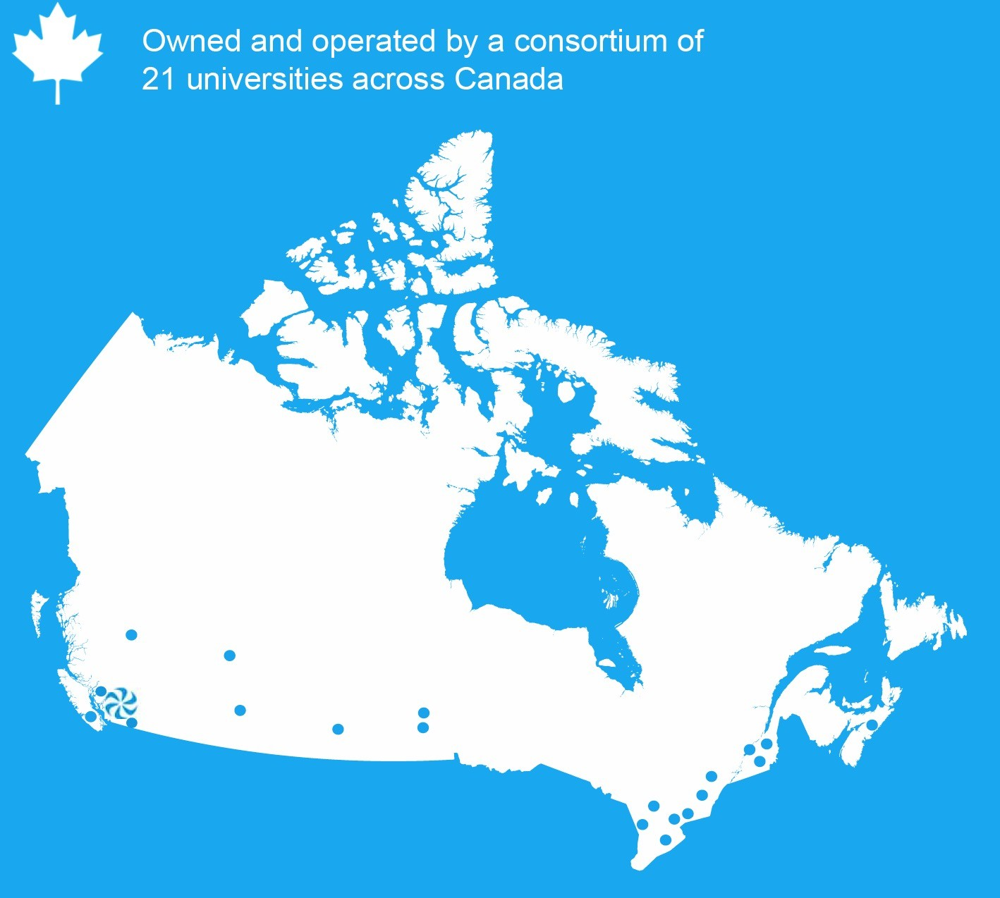 Owned and operated by a consortium of
21 universities across Canada